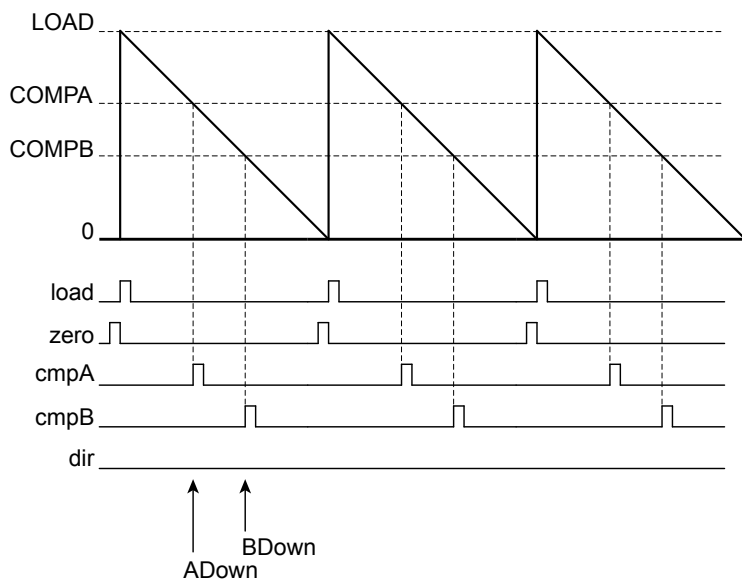 LOAD
COMPA
COMPB
0
load
zero
cmpA
cmpB
dir
BDown
ADown